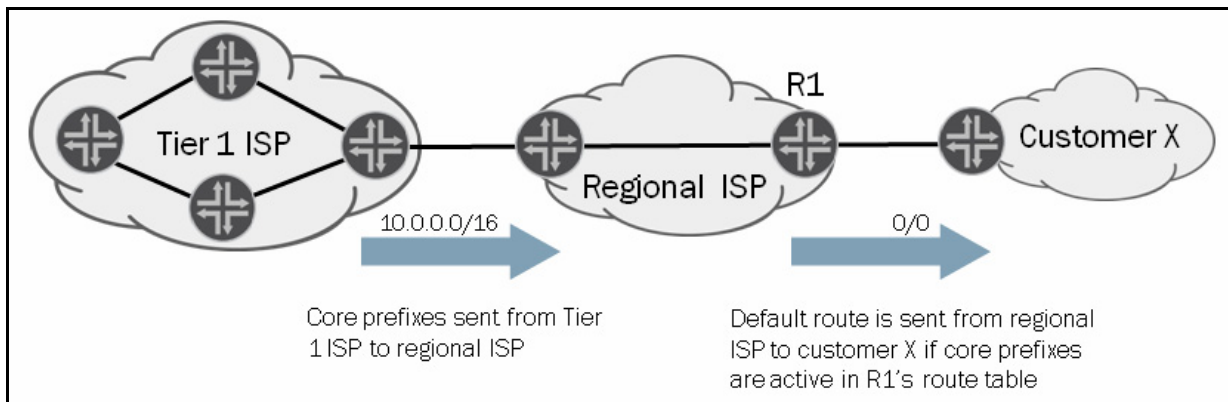 R1
Tier 1 ISP
Customer X
Regional ISP
10.0.0.0/16
0/0
Core prefixes sent from Tier
1 ISP to regional ISP
Default route is sent from regional
ISP to customer X if core prefixes
are active in R1's route table